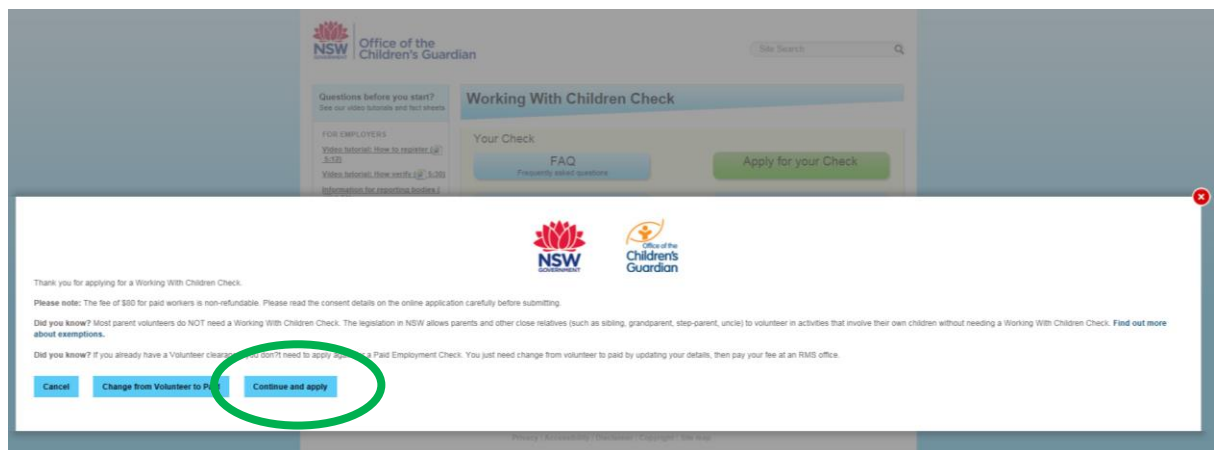 NSW
GOVERNMENT
Office of the
Children's Guardian
Site Search
Questions before you start?
See our video tutorials and fact sheets
Working With Children Check
FOR EMPLOYERS
Video tutorial: How to register (
5:53)
Video tutorial: How verify ( 5:30)
Information for reporting bodies (
Your Check
FAQ
Frequently asked questions
Apply for your Check
NSW
GOVERNMENT
Office of the
Children's
Guardian
Thank you for applying for a Working With Children Check.
Please note: The fee of $80 for paid workers is non-refundable. Please read the consent details on the online application carefully before submitting.
Did you know? Most parent volunteers do NOT need a Working With Children Check. The legislation in NSW allows parents and other close relatives (such as sibling, grandparent, step-parent, uncle) to volunteer in activities that involve their own children without needing a Working With Children Check. Find out more
about exemptions.
Did you know? If you already have a Volunteer clearance you don?t need to apply again for a Paid Employment Check. You just need change from volunteer to paid by updating your details, then pay your fee at an RMS office.
Cancel
Change from Volunteer to Paid
Continue and apply
Privacy | Accessibility | Disclaimer | Copyright | Site map